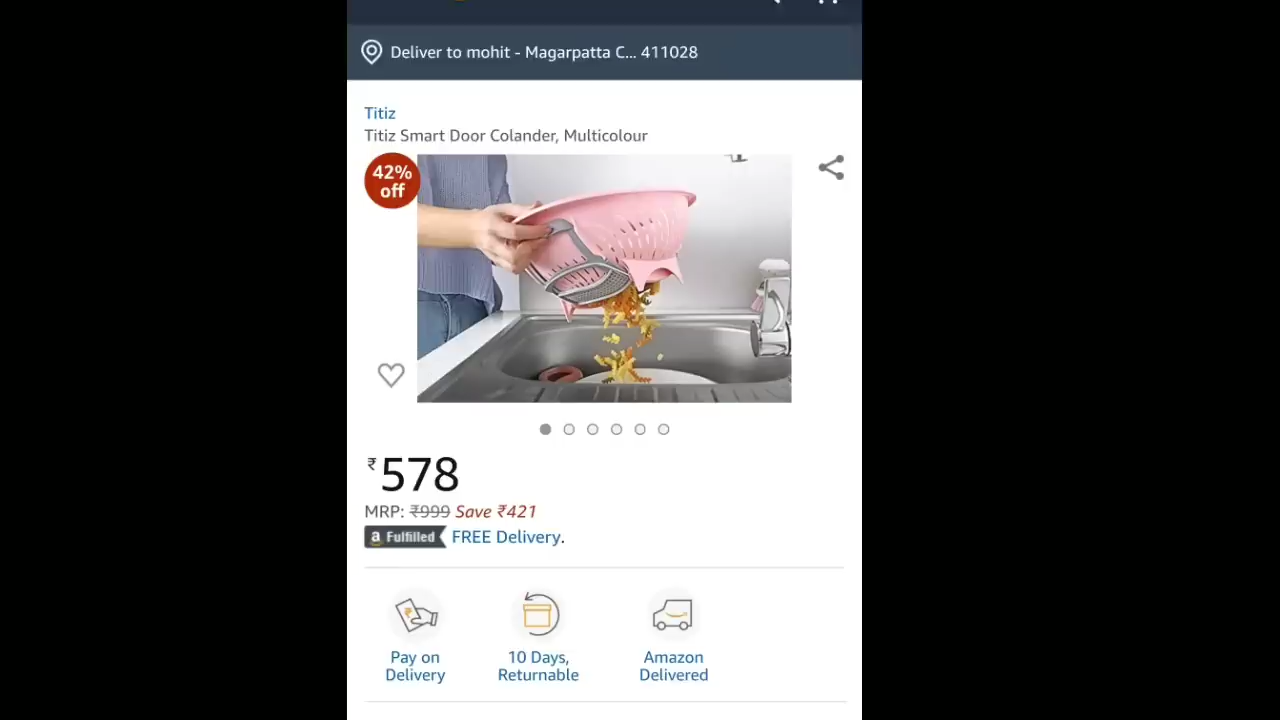 Deliver to mohit - Magarpatta C... 411028
Titiz
Titiz Smart Door Colander, Multicolour
42%
off
₹578
MRP: ₹999 Save ₹421
a Fulfilled FREE Delivery.
Pay on
Delivery
10 Days,
Returnable
Amazon
Delivered